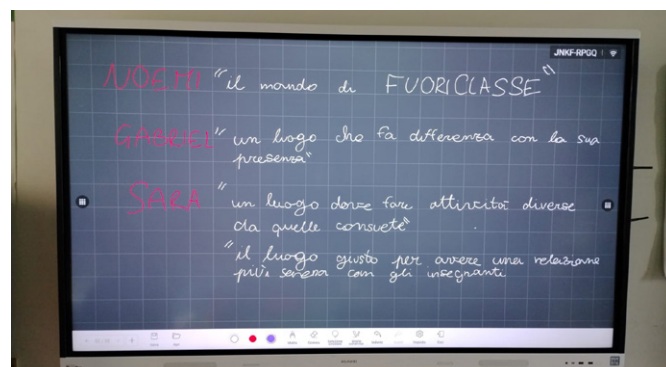 JNKF-RPGQ
NOEMI "il mondo di FUORICLASSE"
GABRIEL "un luogo che fa differenza con la sua
presenza"
SARA "un luogo dove fare attività diverse
da quelle consuete"
"il luogo giusto per avere una relazione
più serena con gli insegnanti